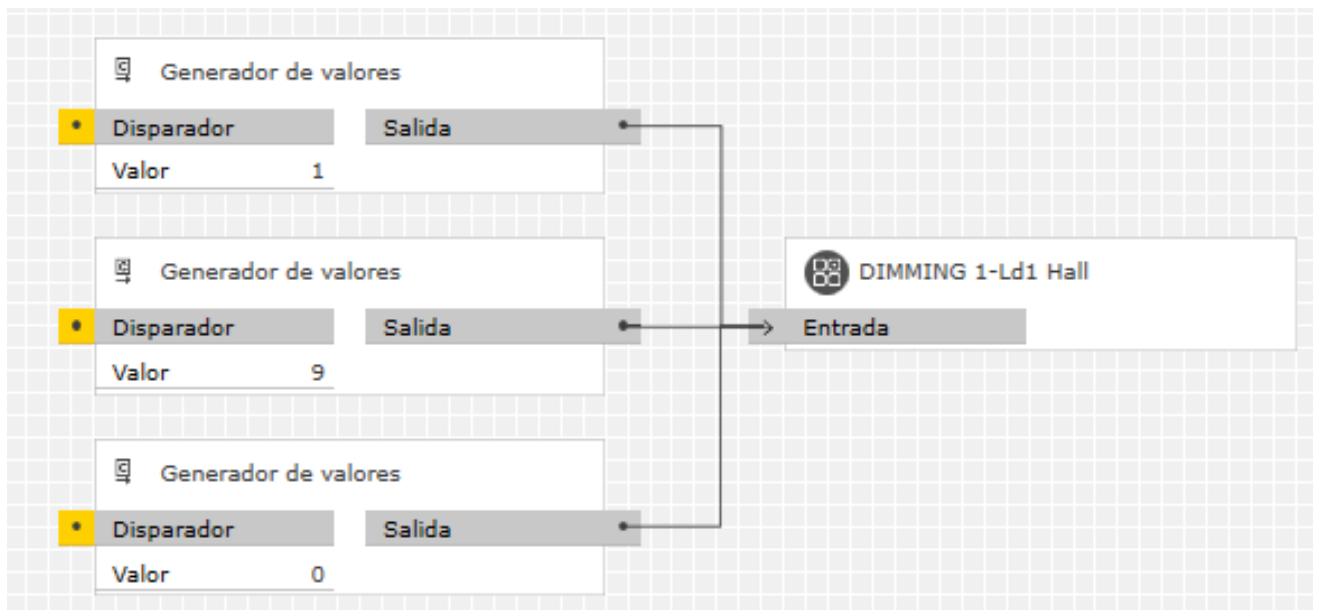 Generador de valores
Disparador Salida
Valor 1
Generador de valores
DIMMING 1-Ld1 Hall
Disparador Salida
Entrada
Valor 9
Generador de valores
Disparador Salida
Valor 0